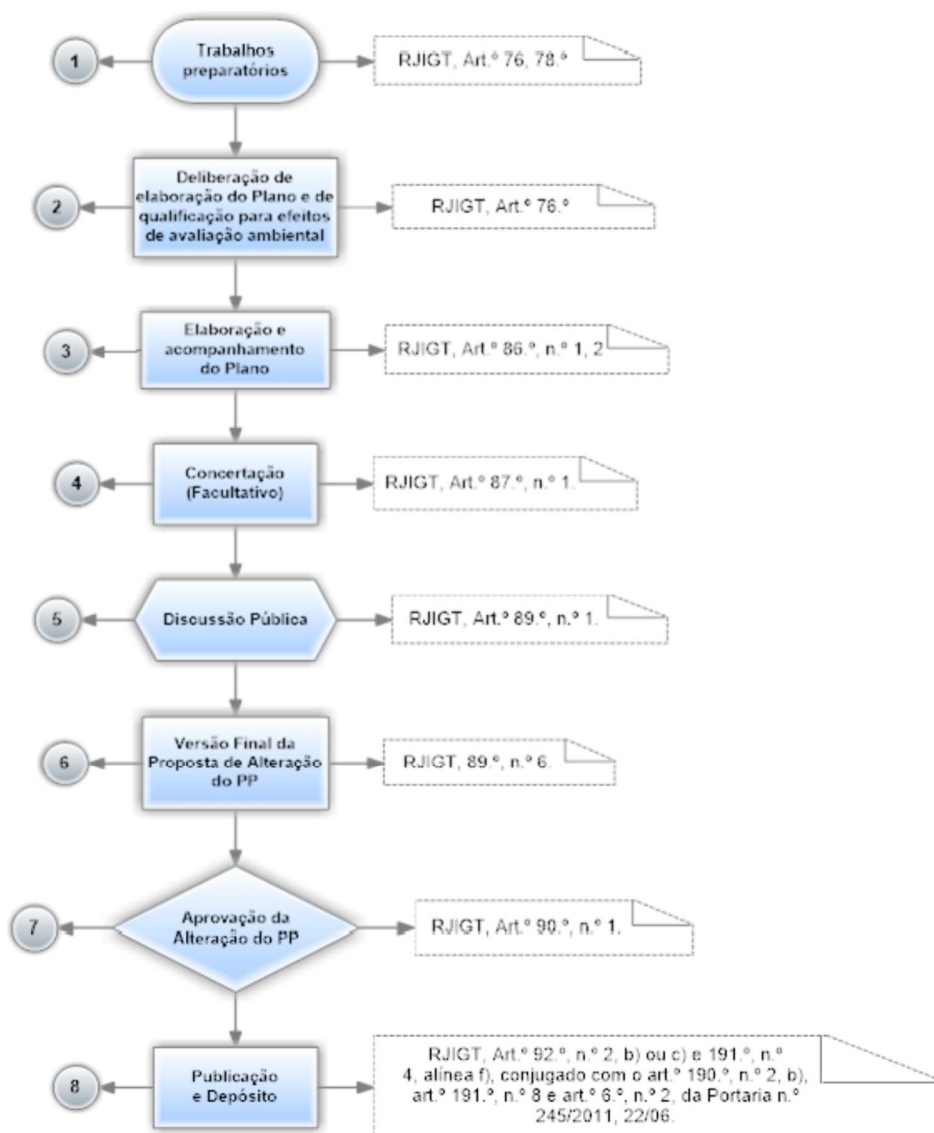 1
Trabalhos
preparatórios
RJIGT, Art.º 76, 78.º
2
Deliberação de
elaboração do Plano e de
qualificação para efeitos
de avaliação ambiental
RJIGT, Art.º 76.º
3
Elaboração e
acompanhamento
do Plano
RJIGT, Art.º 86.º, n.º 1, 2
4
Concertação
(Facultativo)
RJIGT, Art.º 87.º, n.º 1.
5
Discussão Pública
RJIGT, Art.º 89.º, n.º 1.
6
Versão Final da
Proposta de Alteração
do PP
RJIGT, 89.º, n.º 6.
7
Aprovação da
Alteração do PP
RJIGT, Art.º 90.º, n.º 1.
8
Publicação
e Depósito
RJIGT, Art.º 92.º, n.º 2, b) ou c) e 191.º, n.º
4, alínea f), conjugado com o art.º 190.º, n.º 2, b),
art.º 191.º, n.º 8 e art.º 6.º, n.º 2, da Portaria n.º
245/2011, 22/06.